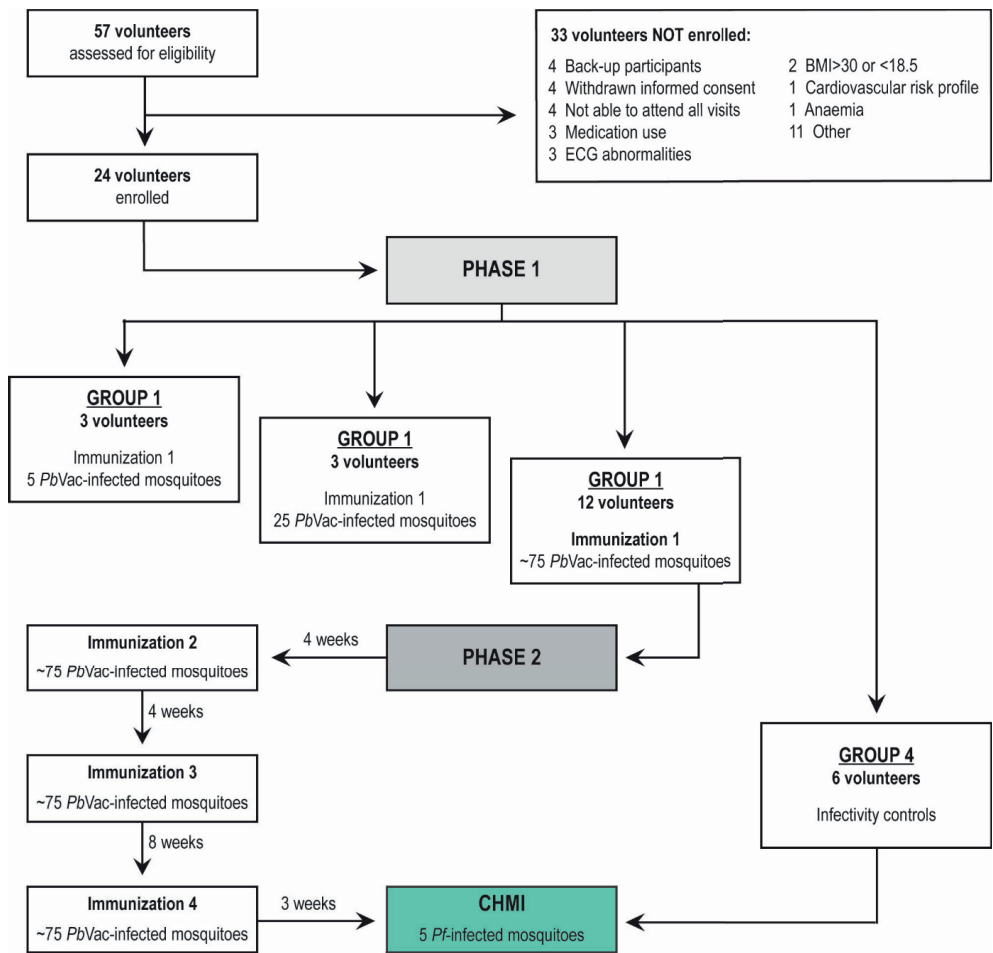 57 volunteers
assessed for eligibility
33 volunteers NOT enrolled:
4 Back-up participants
4 Withdrawn informed consent
4 Not able to attend all visits
3 Medication use
3 ECG abnormalities
2 BMI>30 or <18.5
1 Cardiovascular risk profile
1 Anaemia
11 Other
24 volunteers
enrolled
PHASE 1
GROUP 1
3 volunteers
Immunization 1
5 PbVac-infected mosquitoes
GROUP 1
3 volunteers
Immunization 1
25 PbVac-infected mosquitoes
GROUP 1
12 volunteers
Immunization 1
~75 PbVac-infected mosquitoes
PHASE 2
4 weeks
Immunization 2
~75 PbVac-infected mosquitoes
4 weeks
Immunization 3
~75 PbVac-infected mosquitoes
8 weeks
Immunization 4
~75 PbVac-infected mosquitoes
3 weeks
GROUP 4
6 volunteers
Infectivity controls
CHMI
5 Pf-infected mosquitoes